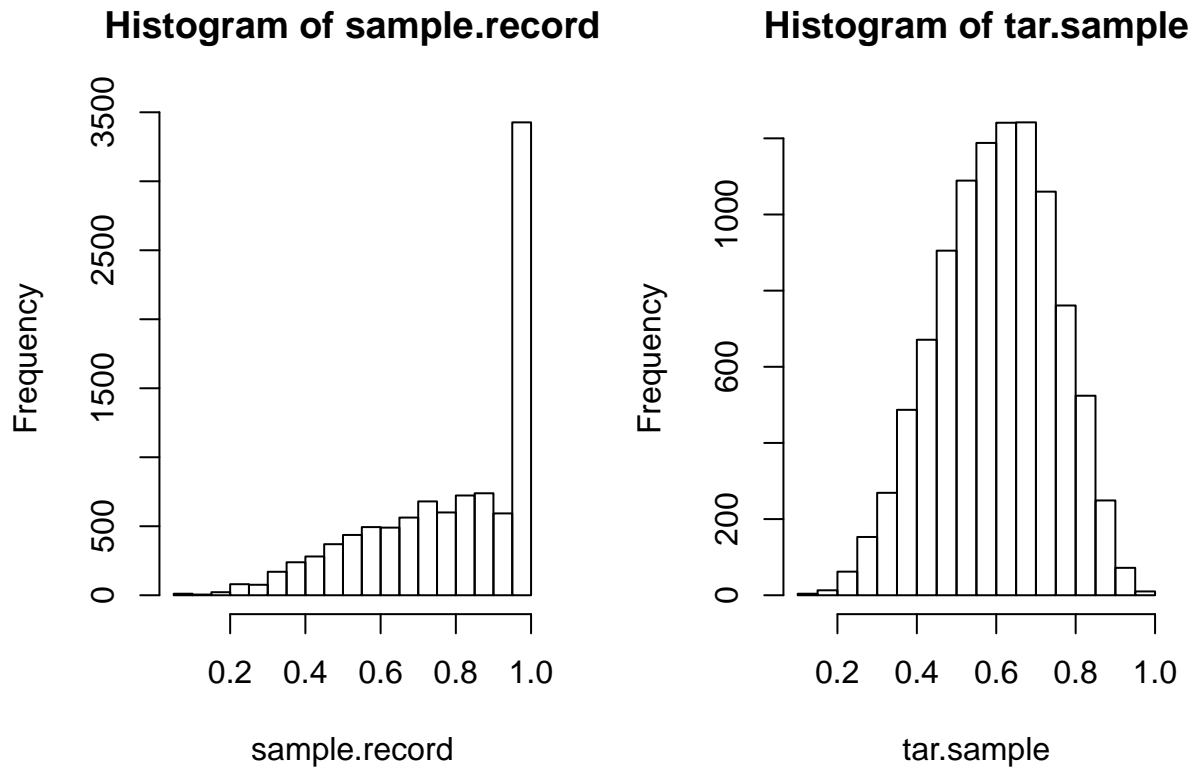 Histogram of sample.record
Frequency
3500
2500
1500
500
0
0.2 0.4 0.6 0.8 1.0
sample.record
Histogram of tar.sample
Frequency
1000
600
200
0
0.2 0.4 0.6 0.8 1.0
tar.sample